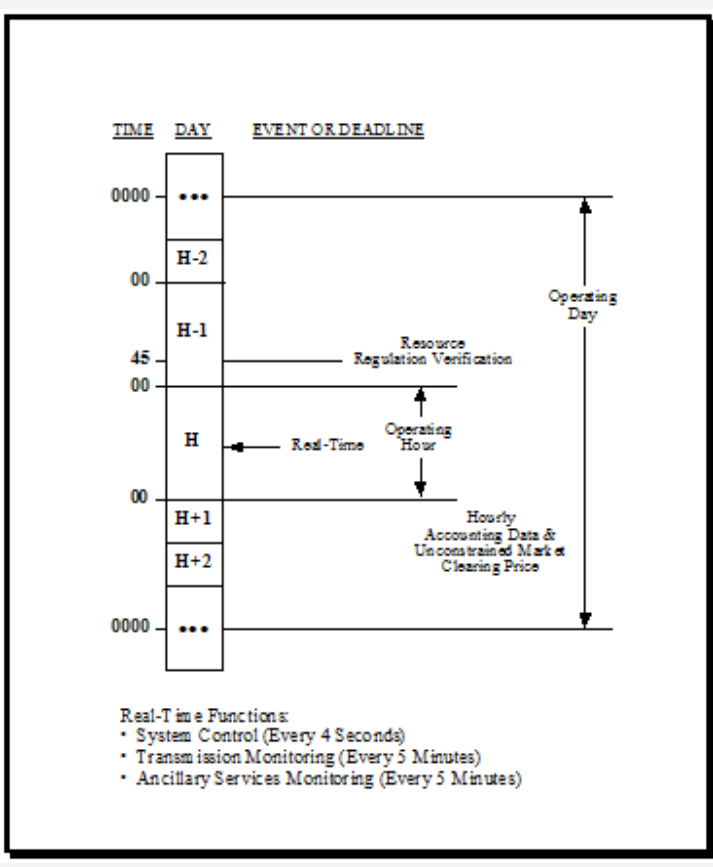 TIME DAY EVENT OR DEADLINE
0000 •••
H-2
00
Operating
Day
H-1
Resource
45 Regulation Verification
00
Operating
Hour
H Real-Time
00
H+1
Hourly
Accounting Data &
Unconstrained Market
Clearing Price
H+2
0000 •••
Real-Time Functions:
• System Control (Every 4 Seconds)
• Transmission Monitoring (Every 5 Minutes)
• Ancillary Services Monitoring (Every 5 Minutes)